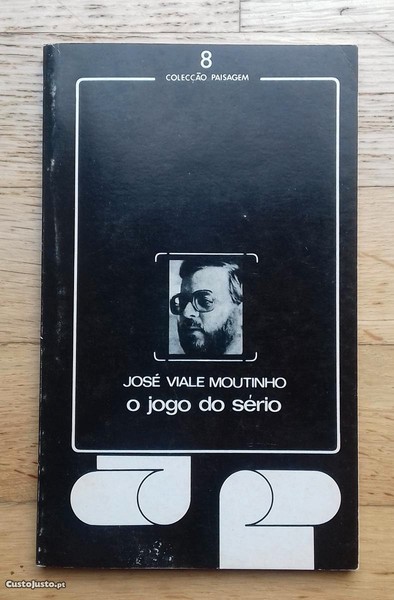 8
COLECÇÃO PAISAGEM
JOSÉ VIALE MOUTINHO
o jogo do sério
CustoJusto.pt